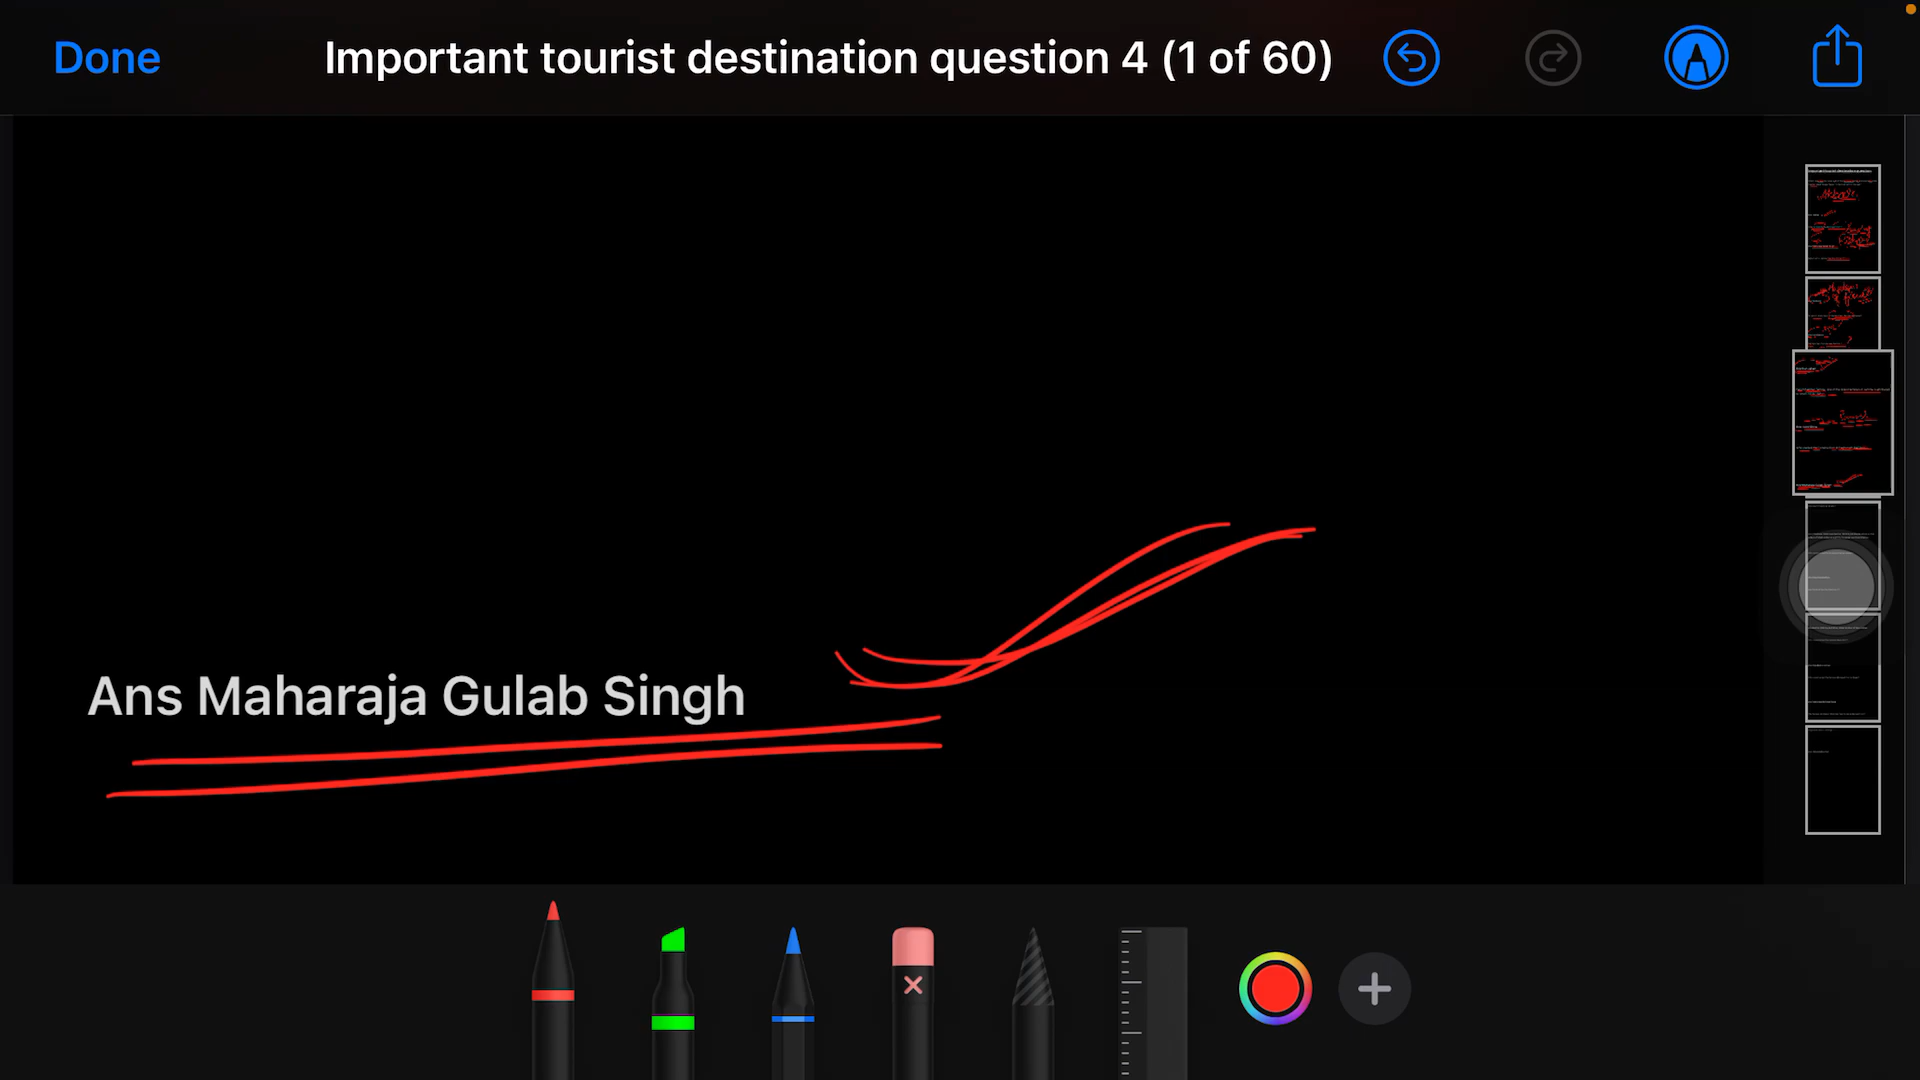 Done
Important tourist destination question 4 (1 of 60)
Ans Maharaja Gulab Singh